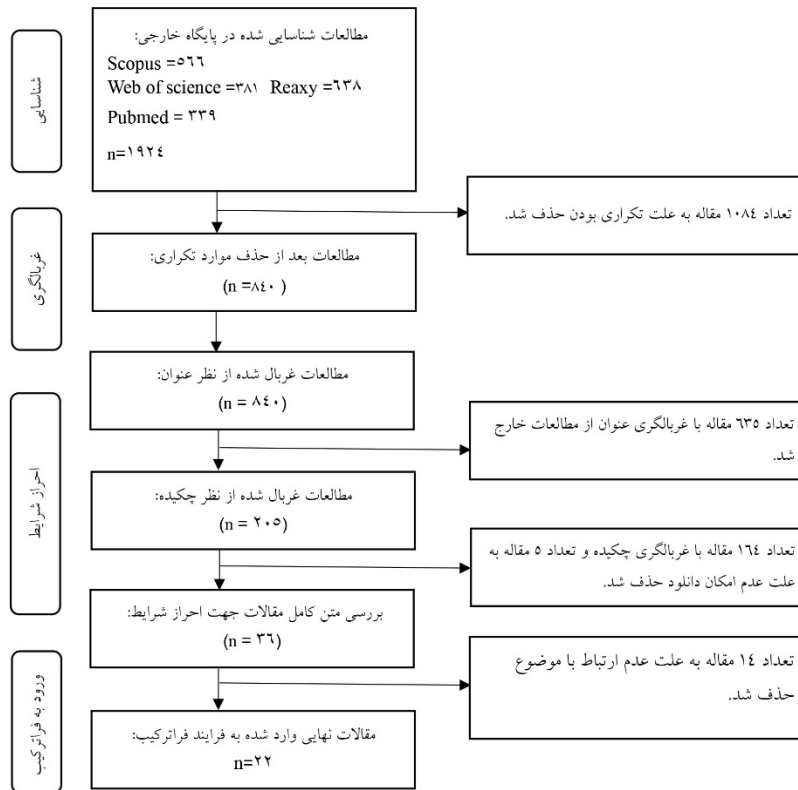 شناسایی
مطالعات شناسایی شده در پایگاه خارجی:
Scopus =٥٦٦
Web of science =٣٨١ Reaxy =٦٣٨
Pubmed = ٣٣٩
n=١٩٢٤
تعداد ١٠٨٤ مقاله به علت تکراری بودن حذف شد.
غربالگری
مطالعات بعد از حذف موارد تکراری:
(n =٨٤٠ )
مطالعات غربال شده از نظر عنوان:
(n = ٨٤٠)
احراز شرایط
تعداد ٦٣٥ مقاله با غربالگری عنوان از مطالعات خارج
شد.
مطالعات غربال شده از نظر چکیده:
(n = ٢٠٥)
تعداد ١٦٤ مقاله با غربالگری چکیده و تعداد ٥ مقاله به
علت عدم امکان دانلود حذف شد.
بررسی متن کامل مقالات جهت احراز شرایط:
(n = ٣٦)
تعداد ١٤ مقاله به علت عدم ارتباط با موضوع
حذف شد.
ورود به فراترکیب
مقالات نهایی وارد شده به فرایند فراترکیب:
n=٢٢